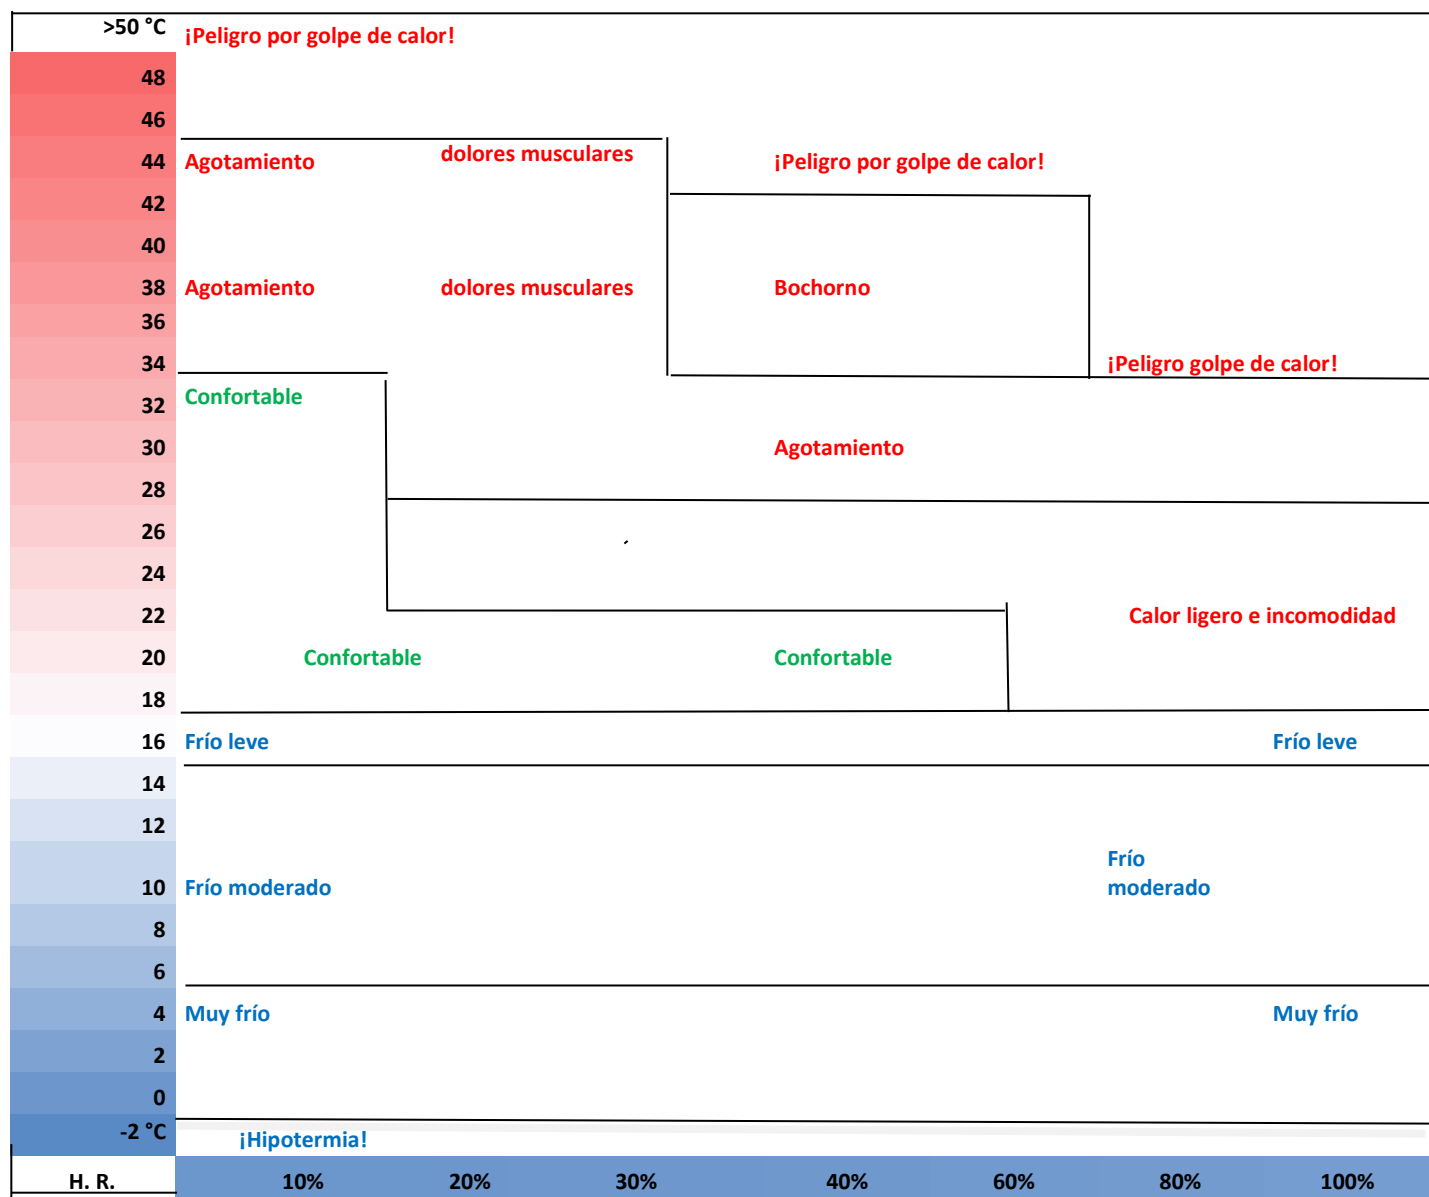 >50 °C ¡Peligro por golpe de calor!
48
46
44 Agotamiento dolores musculares ¡Peligro por golpe de calor!
42
40
38 Agotamiento dolores musculares Bochorno
36
34 ¡Peligro golpe de calor!
32 Confortable
30 Agotamiento
28
26
24
22 Calor ligero e incomodidad
20 Confortable Confortable
18
16 Frío leve Frío leve
14
12
Frío
10 Frío moderado moderado
8
6
4 Muy frío Muy frío
2
0
-2 °C ¡Hipotermia!
H. R. 10% 20% 30% 40% 60% 80% 100%